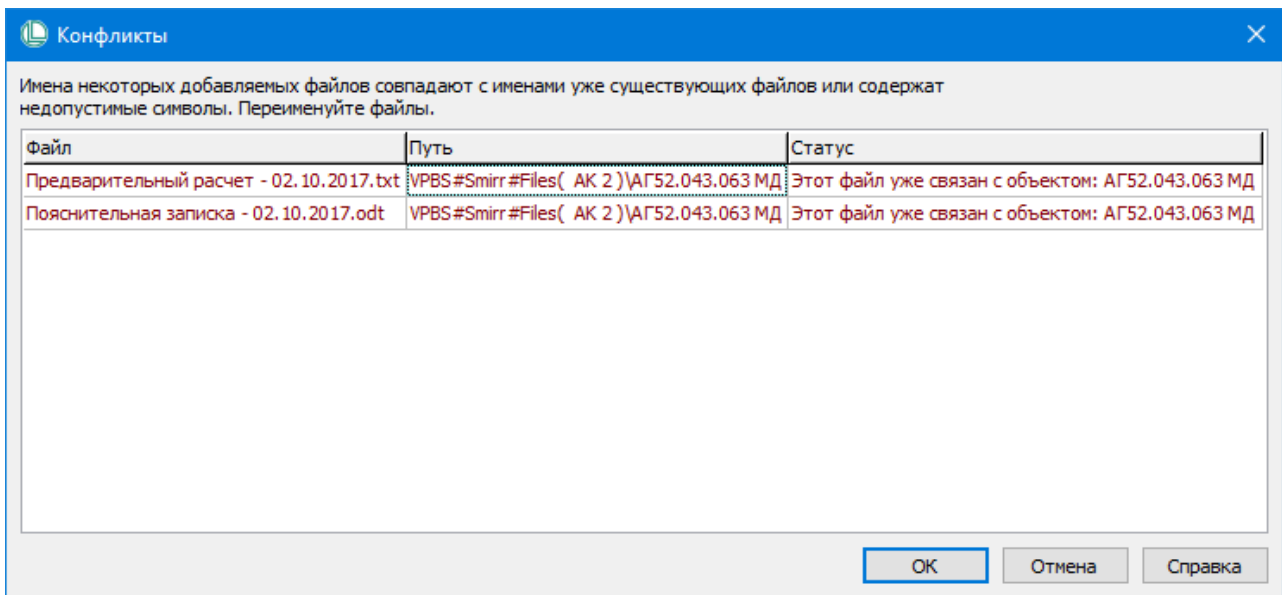 Конфликты
Имена некоторых добавляемых файлов совпадают с именами уже существующих файлов или содержат
недопустимые символы. Переименуйте файлы.
Файл Путь Статус
Предварительный расчет - 02.10.2017.txt VPBS#Smirr#Files( АК 2 )\АГ52.043.063 МД Этот файл уже связан с объектом: АГ52.043.063 МД
Пояснительная записка - 02.10.2017.odt VPBS#Smirr#Files( АК 2 )\АГ52.043.063 МД Этот файл уже связан с объектом: АГ52.043.063 МД
ОК Отмена Справка